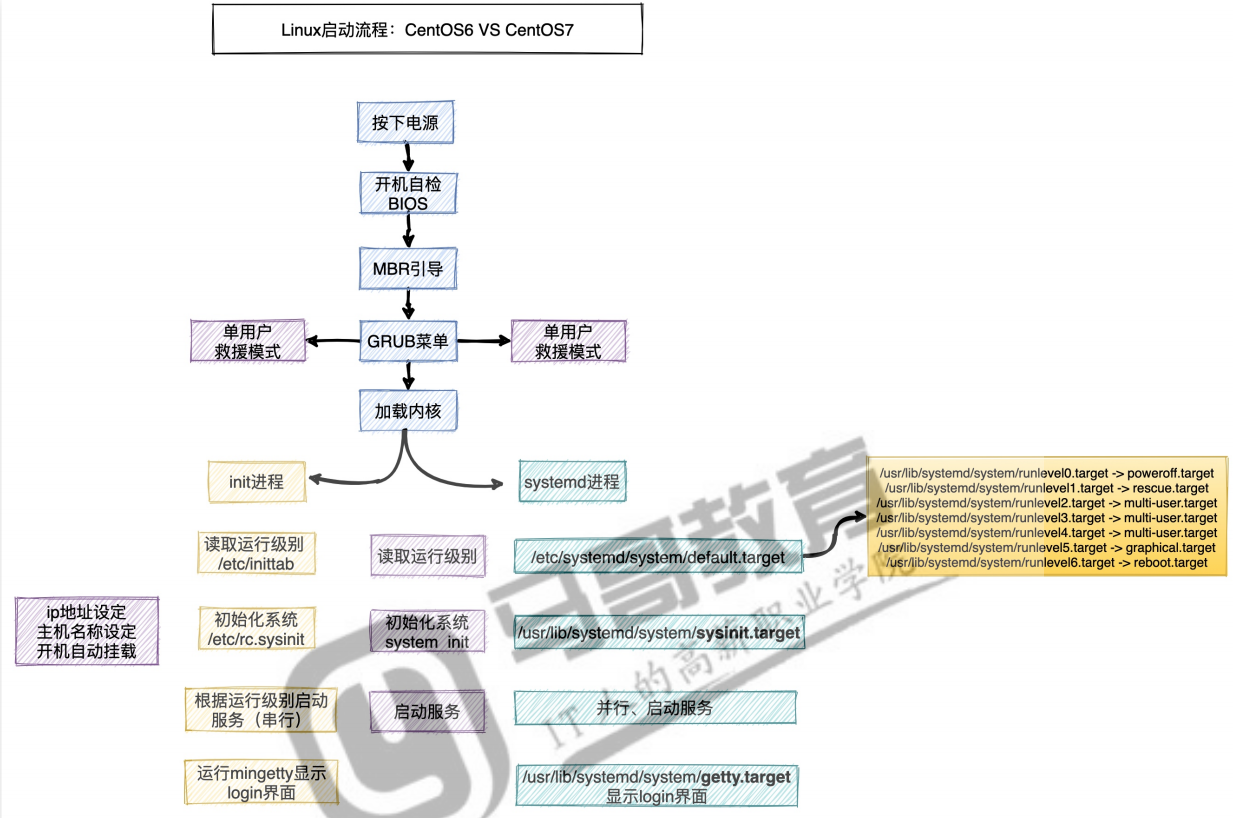 Linux启动流程：CentOS6 VS CentOS7
按下电源
开机自检
BIOS
MBR引导
单用户
救援模式
GRUB菜单
单用户
救援模式
加载内核
init进程
systemd进程
/usr/lib/systemd/system/runlevel0.target -> poweroff.target
/usr/lib/systemd/system/runlevel1.target -> rescue.target
/usr/lib/systemd/system/runlevel2.target -> multi-user.target
/usr/lib/systemd/system/runlevel3.target -> multi-user.target
/usr/lib/systemd/system/runlevel4.target -> multi-user.target
/usr/lib/systemd/system/runlevel5.target -> graphical.target
/usr/lib/systemd/system/runlevel6.target -> reboot.target
读取运行级别
/etc/inittab
读取运行级别
/etc/systemd/system/default.target
ip地址设定
主机名称设定
开机自动挂载
初始化系统
/etc/rc.sysinit
初始化系统
system_init
/usr/lib/systemd/system/sysinit.target
根据运行级别启动
服务（串行）
启动服务
并行、启动服务
运行mingetty显示
login界面
/usr/lib/systemd/system/getty.target
显示login界面
马哥教育
IT人的高薪职业学院